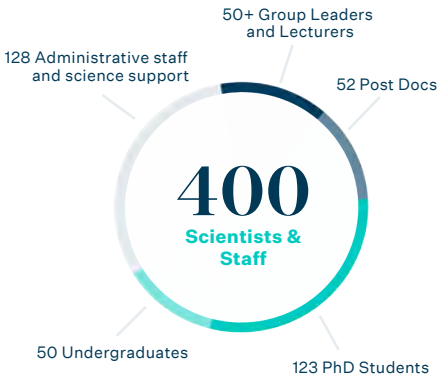 50+ Group Leaders
and Lecturers
128 Administrative staff
and science support
52 Post Docs
400
Scientists &
Staff
50 Undergraduates
123 PhD Students